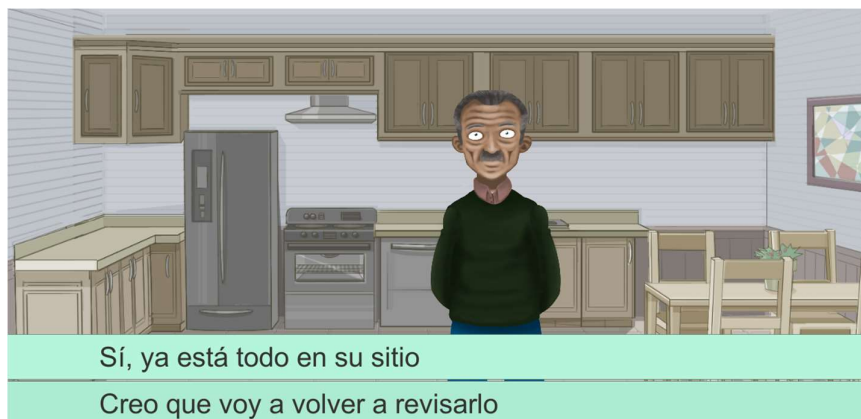 Sí, ya está todo en su sitio
Creo que voy a volver a revisarlo